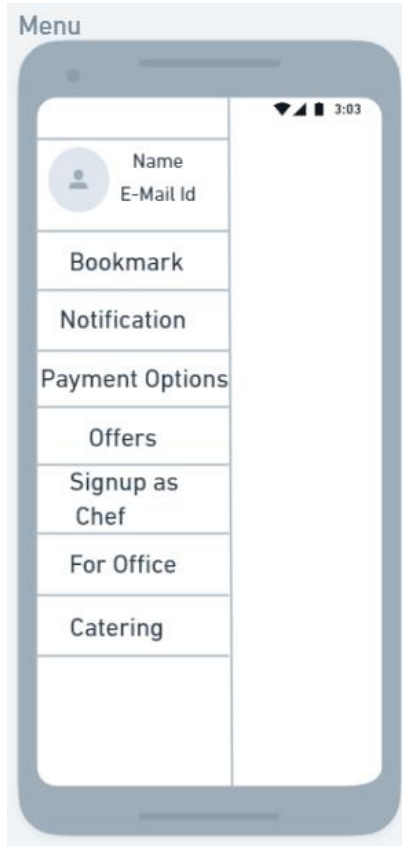 Menu
3:03
Name
E-Mail Id
Bookmark
Notification
Payment Options
Offers
Signup as
Chef
For Office
Catering